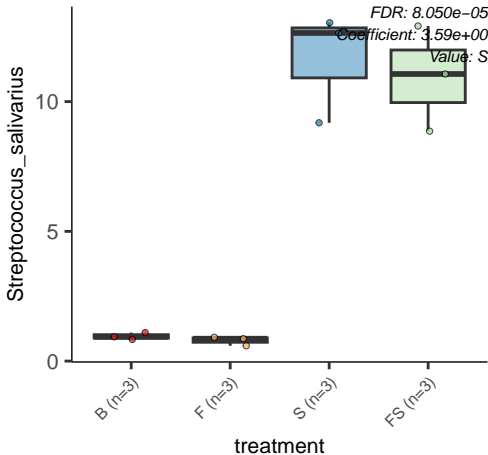 FDR: 8.050e−05
Coefficient: 3.59e+00
Value: S
Streptococcus_salivarius
10
5
0
B (n=3)
F (n=3)
S (n=3)
FS (n=3)
treatment